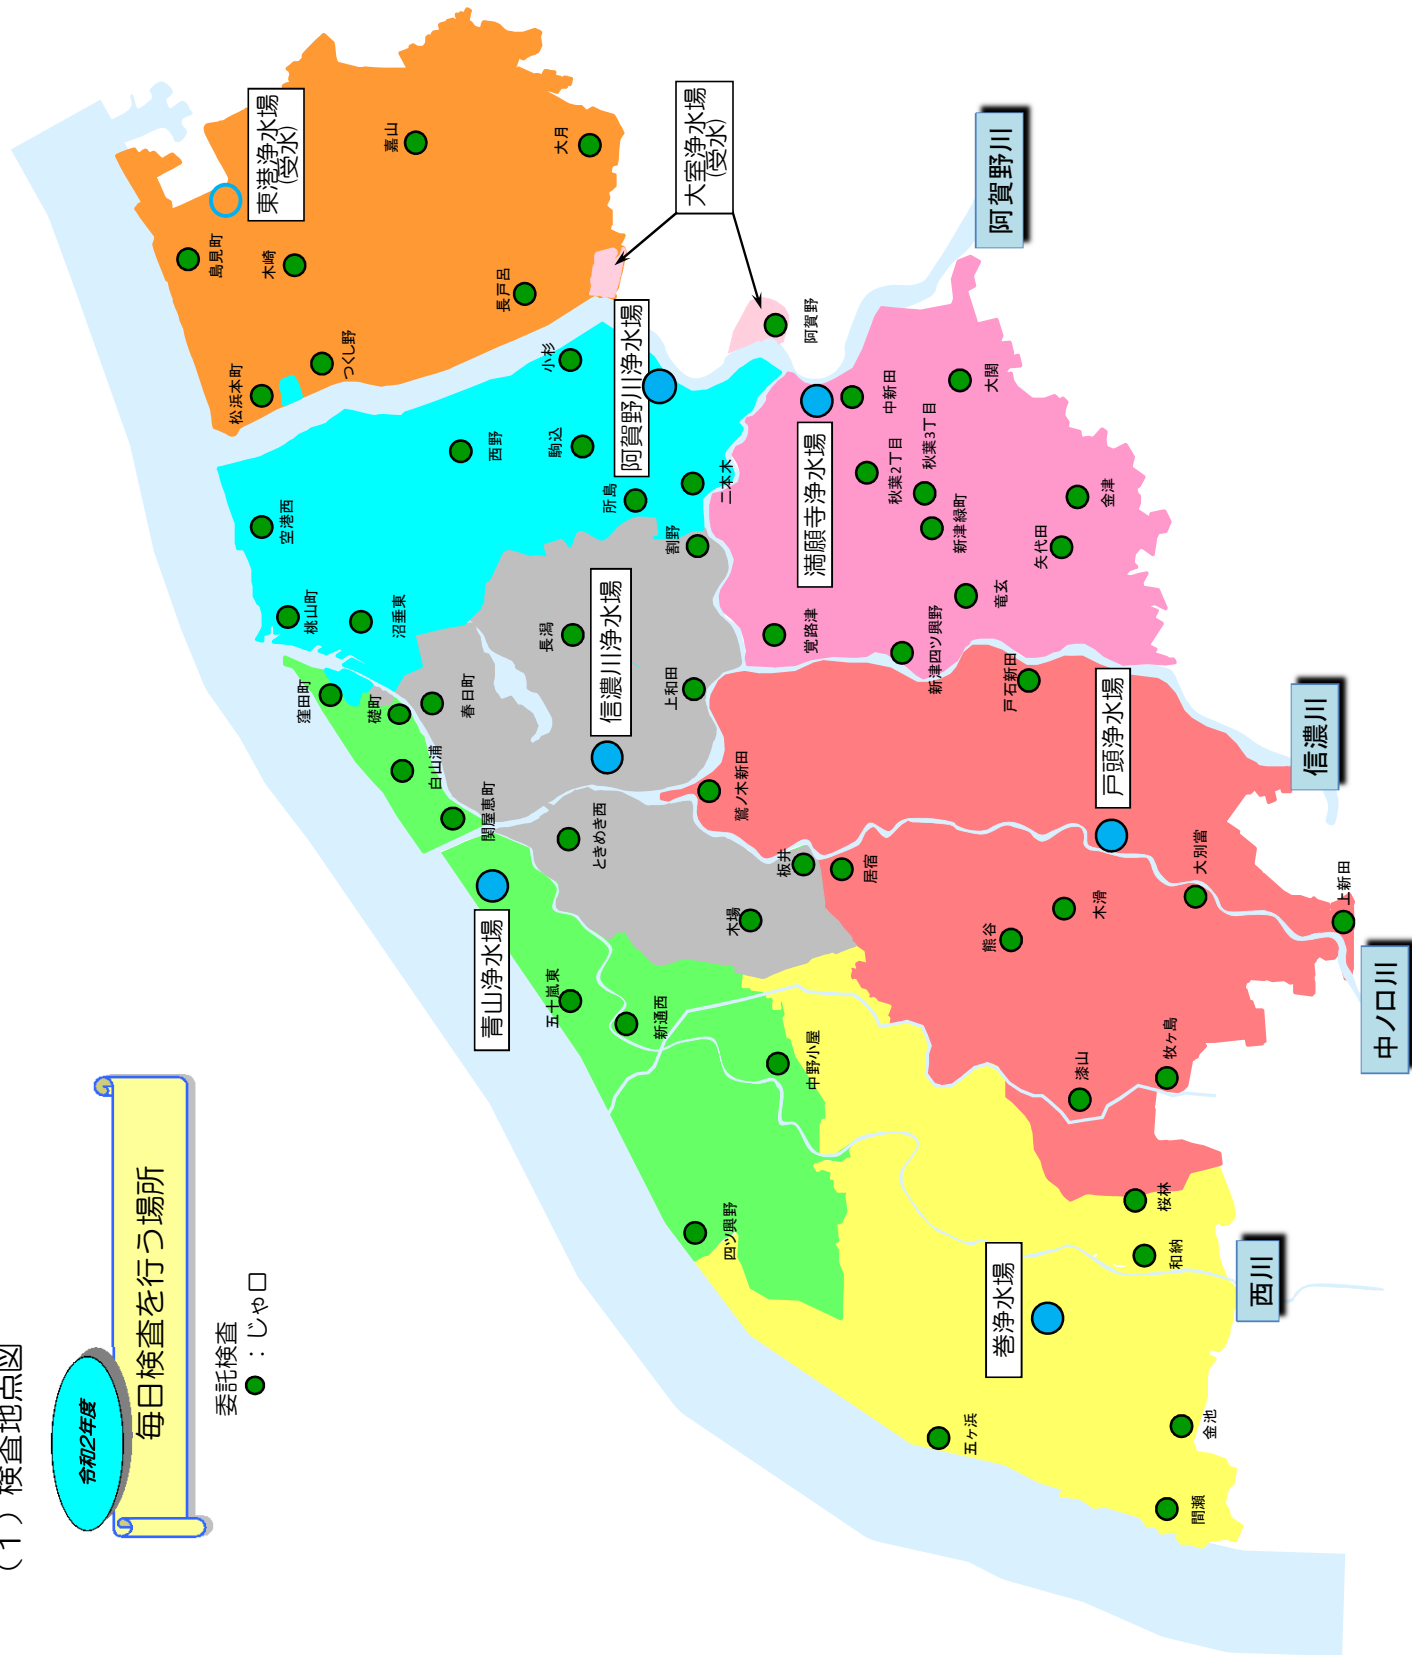 （１）検査地点図
令和2年度
毎日検査を行う場所
委託検査
：じゃ口
東港浄水場
(受水)
嘉山
大月
大室浄水場
(受水)
阿賀野川
島見町
木崎
長戸呂
つくし野
松浜本町
小杉
阿賀野川浄水場
阿賀野
西野
駒込
所島
二本木
満願寺浄水場
中新田
大関
秋葉2丁目
秋葉3丁目
新津緑町
金津
矢代田
空港西
割野
桃山町
沼垂東
長潟
信濃川浄水場
覚路津
竜玄
新津四ツ興野
戸石新田
窪田町
礎町
春日町
上和田
戸頭浄水場
信濃川
白山浦
関屋恵町
ときめき西
鷲ノ木新田
板井
居宿
大別當
上新田
木場
熊谷
木滑
青山浄水場
五十嵐東
新通西
中野小屋
中ノ口川
漆山
牧ヶ島
四ツ興野
桜林
和納
西川
巻浄水場
五ヶ浜
金池
間瀬